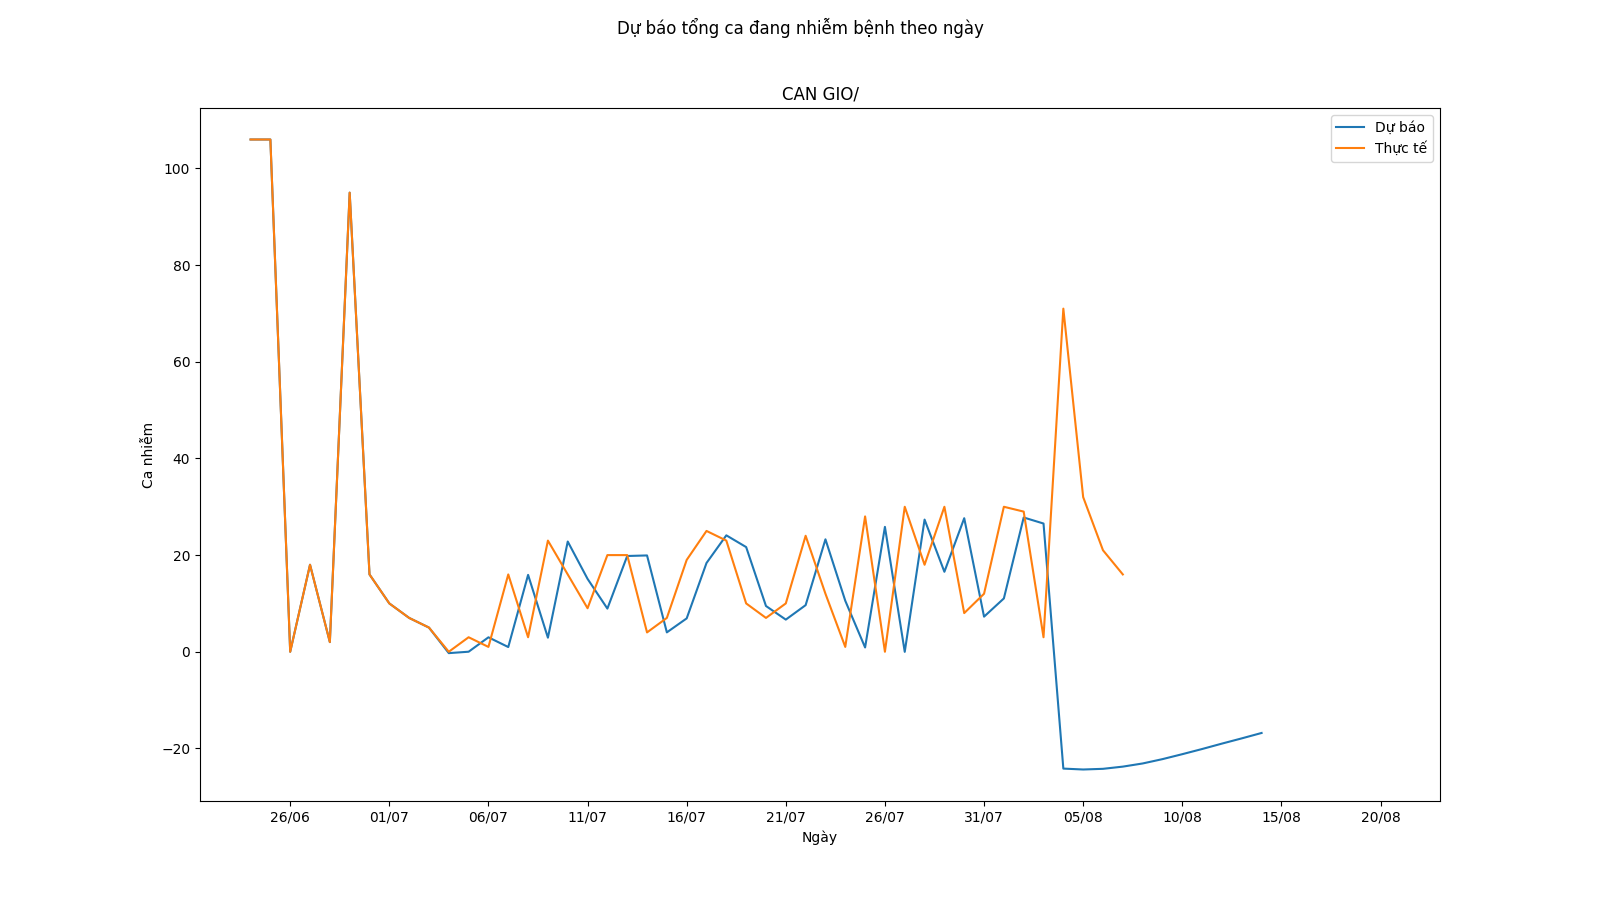 Dự báo tổng ca đang nhiễm bệnh theo ngày
CAN GIO/
Dự báo
Thực tế
100
80
60
40
20
0
−20
Ca nhiễm
26/06 01/07 06/07 11/07 16/07 21/07 26/07 31/07 05/08 10/08 15/08 20/08
Ngày